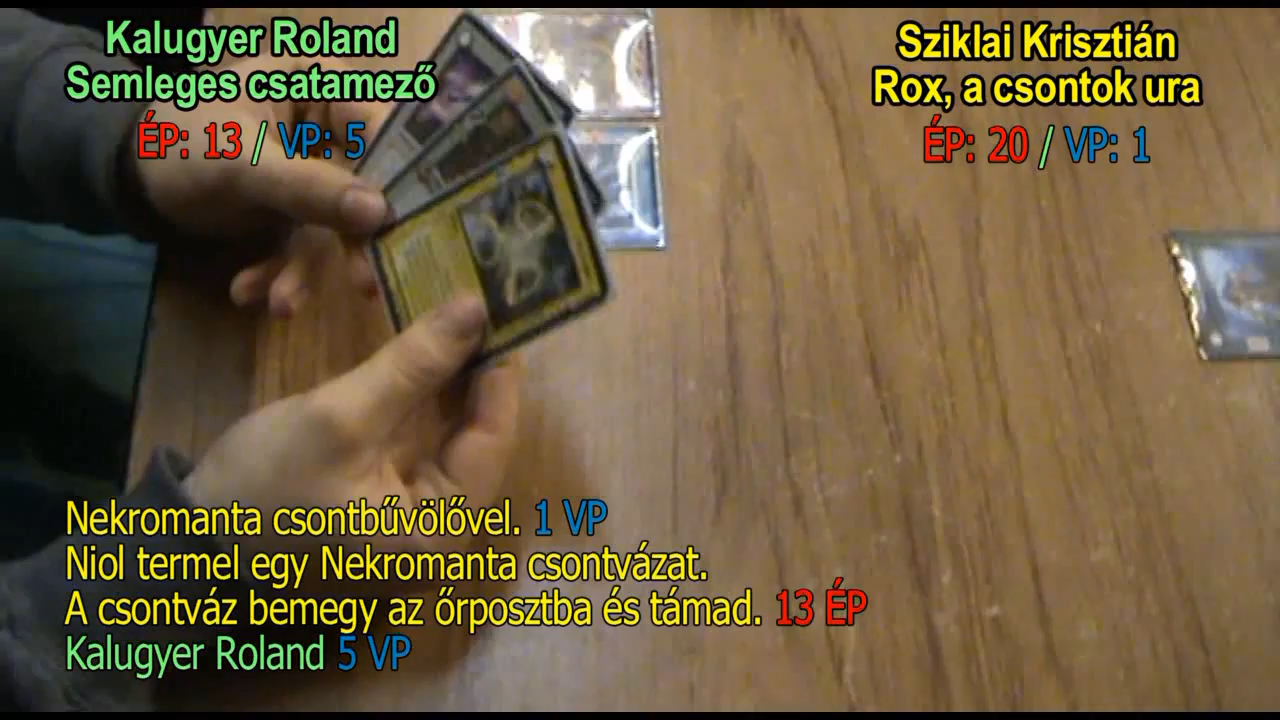 Kalugyer Roland
Semleges csatamező
ÉP: 13 / VP: 5
Sziklai Krisztián
Rox, a csontok ura
ÉP: 20 / VP: 1
Nekromanta csontbűvölővel. 1 VP
Niol termel egy Nekromanta csontvázat.
A csontváz bemegy az őrposztba és támad. 13 ÉP
Kalugyer Roland 5 VP